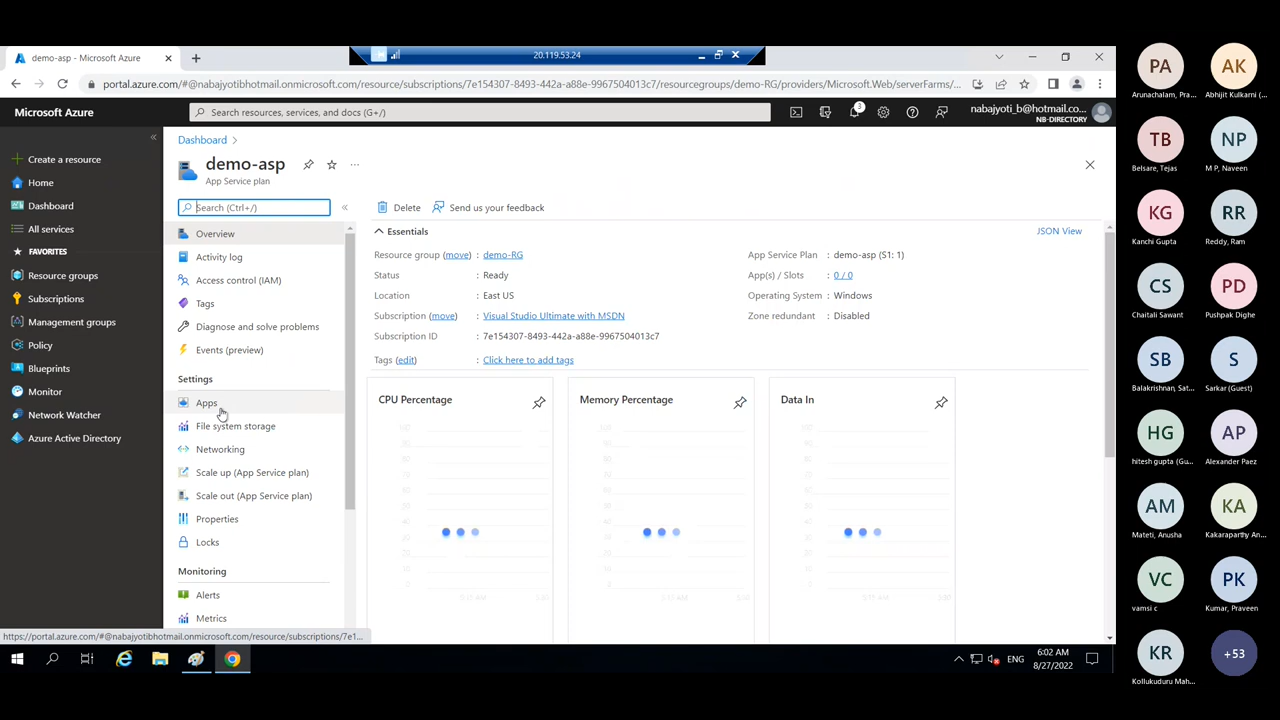 demo-asp - Microsoft Azure
20.119.53.24
portal.azure.com/#@nabajyotibhotmail.onmicrosoft.com/resource/subscriptions/7e154307-8493-442a-a88e-9967504013c7/resourcegroups/demo-RG/providers/Microsoft.Web/serverFarms/...
Microsoft Azure
Search resources, services, and docs (G+/)
3
nabajyoti_b@hotmail.co...
NB-DIRECTORY
Create a resource
Home
Dashboard
All services
FAVORITES
Resource groups
Subscriptions
Management groups
Policy
Blueprints
Monitor
Network Watcher
Azure Active Directory
Dashboard >
demo-asp
App Service plan
Search (Ctrl+/)
Overview
Activity log
Access control (IAM)
Tags
Diagnose and solve problems
Events (preview)
Settings
Apps
File system storage
Networking
Scale up (App Service plan)
Scale out (App Service plan)
Properties
Locks
Monitoring
Alerts
Metrics
Delete
Send us your feedback
Essentials
JSON View
Resource group (move) : demo-RG
Status : Ready
Location : East US
Subscription (move) : Visual Studio Ultimate with MSDN
Subscription ID : 7e154307-8493-442a-a88e-9967504013c7
Tags (edit) : Click here to add tags
App Service Plan : demo-asp (S1: 1)
App(s) / Slots : 0 / 0
Operating System : Windows
Zone redundant : Disabled
CPU Percentage
Memory Percentage
Data In
https://portal.azure.com/#@nabajyotibhotmail.onmicrosoft.com/resource/subscriptions/7e1...
ENG
6:02 AM
8/27/2022
PA
Arunachalam, Pra...
AK
Abhijit Kulkarni (...
TB
Belsare, Tejas
NP
M P, Naveen
KG
Kanchi Gupta
RR
Reddy, Ram
CS
Chaitali Sawant
PD
Pushpak Dighe
SB
Balakrishnan, Sat...
S
Sarkar (Guest)
HG
hitesh gupta (Gu...
AP
Alexander Paez
AM
Mateti, Anusha
KA
Kakaraparthy An...
VC
vamsi c
PK
Kumar, Praveen
KR
Kollukuduru Mah...
+53